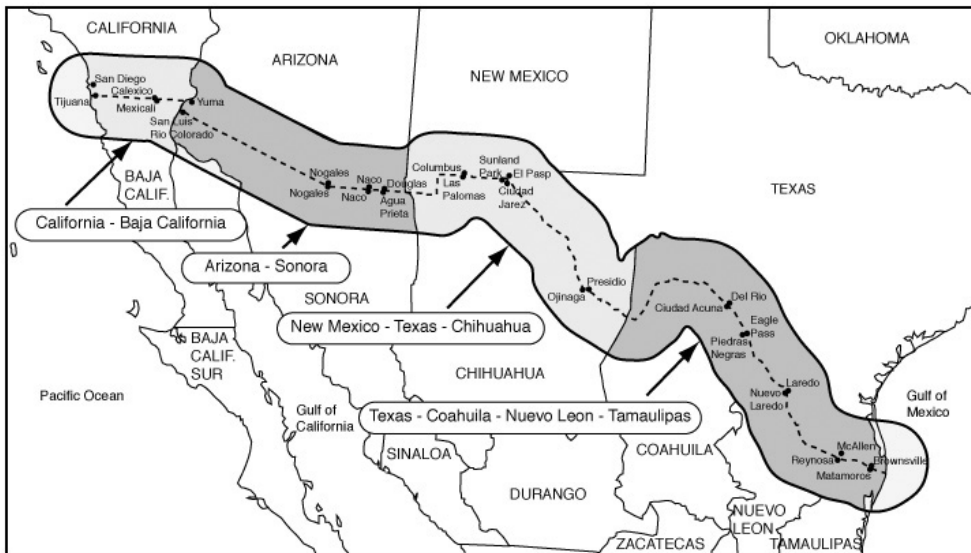 CALIFORNIA
ARIZONA
NEW MEXICO
OKLAHOMA
TEXAS
San Diego
Calexico
Tijuana
Mexicali
Yuma
San Luis
Rio Colorado
BAJA
CALIF.
Nogales
Nogales
Naco
Naco
Douglas
Agua
Prieta
Columbus
Las
Palomas
Sunland
Park
El Pasp
Ciudad
Jarez
California - Baja California
Arizona - Sonora
SONORA
Ojinaga
Presidio
New Mexico - Texas - Chihuahua
Ciudad Acuna
Del Rio
Eagle
Pass
Piedras
Negras
BAJA
CALIF.
SUR
CHIHUAHUA
Pacific Ocean
Gulf of
California
Texas - Coahuila - Nuevo Leon - Tamaulipas
Laredo
Nuevo
Laredo
Gulf of
Mexico
SINALOA
COAHUILA
McAllen
Reynosa
Brownsville
Matamoros
DURANGO
NUEVO
LEON
ZACATECAS
TAMAULIPAS